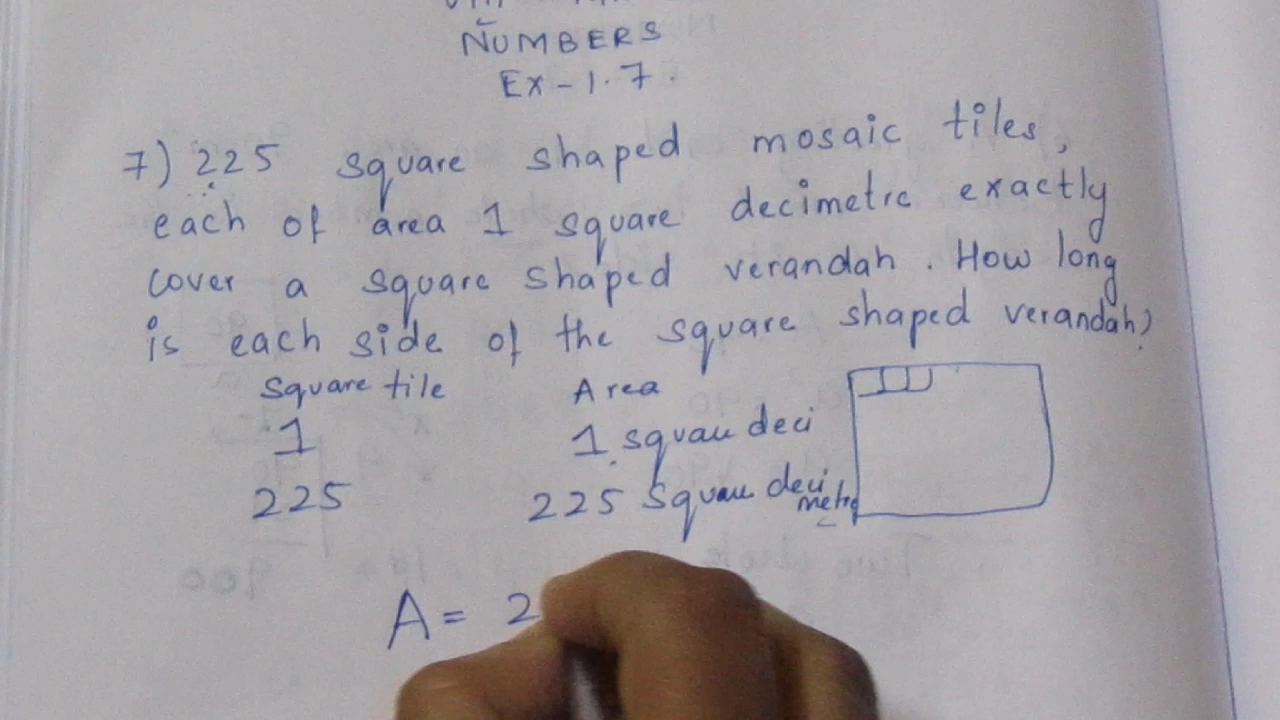 NUMBERS
Ex-1.7.
7) 225 square shaped mosaic tiles,
each of area 1 square decimetre exactly
cover a square shaped verandah. How long
is each side of the square shaped verandah?
Square tile Area
1 1 square deci
225 225 Square deci
metre
A = 2